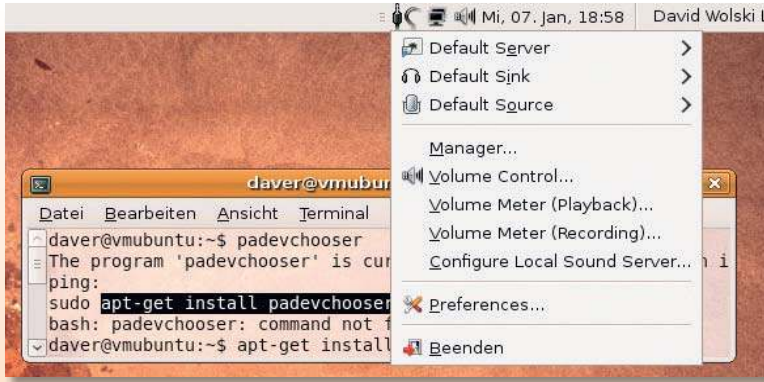 Mi, 07. Jan, 18:58 David Wolski
Default Server
Default Sink
Default Source
Manager...
Volume Control...
Volume Meter (Playback)...
Volume Meter (Recording)...
Configure Local Sound Server...
Preferences...
Beenden
daver@vmubun
Datei Bearbeiten Ansicht Terminal
daver@vmubuntu:~$ padevchooser
The program 'padevchooser' is cur
ping:
sudo apt-get install padevchooser
bash: padevchooser: command not f
daver@vmubuntu:~$ apt-get install